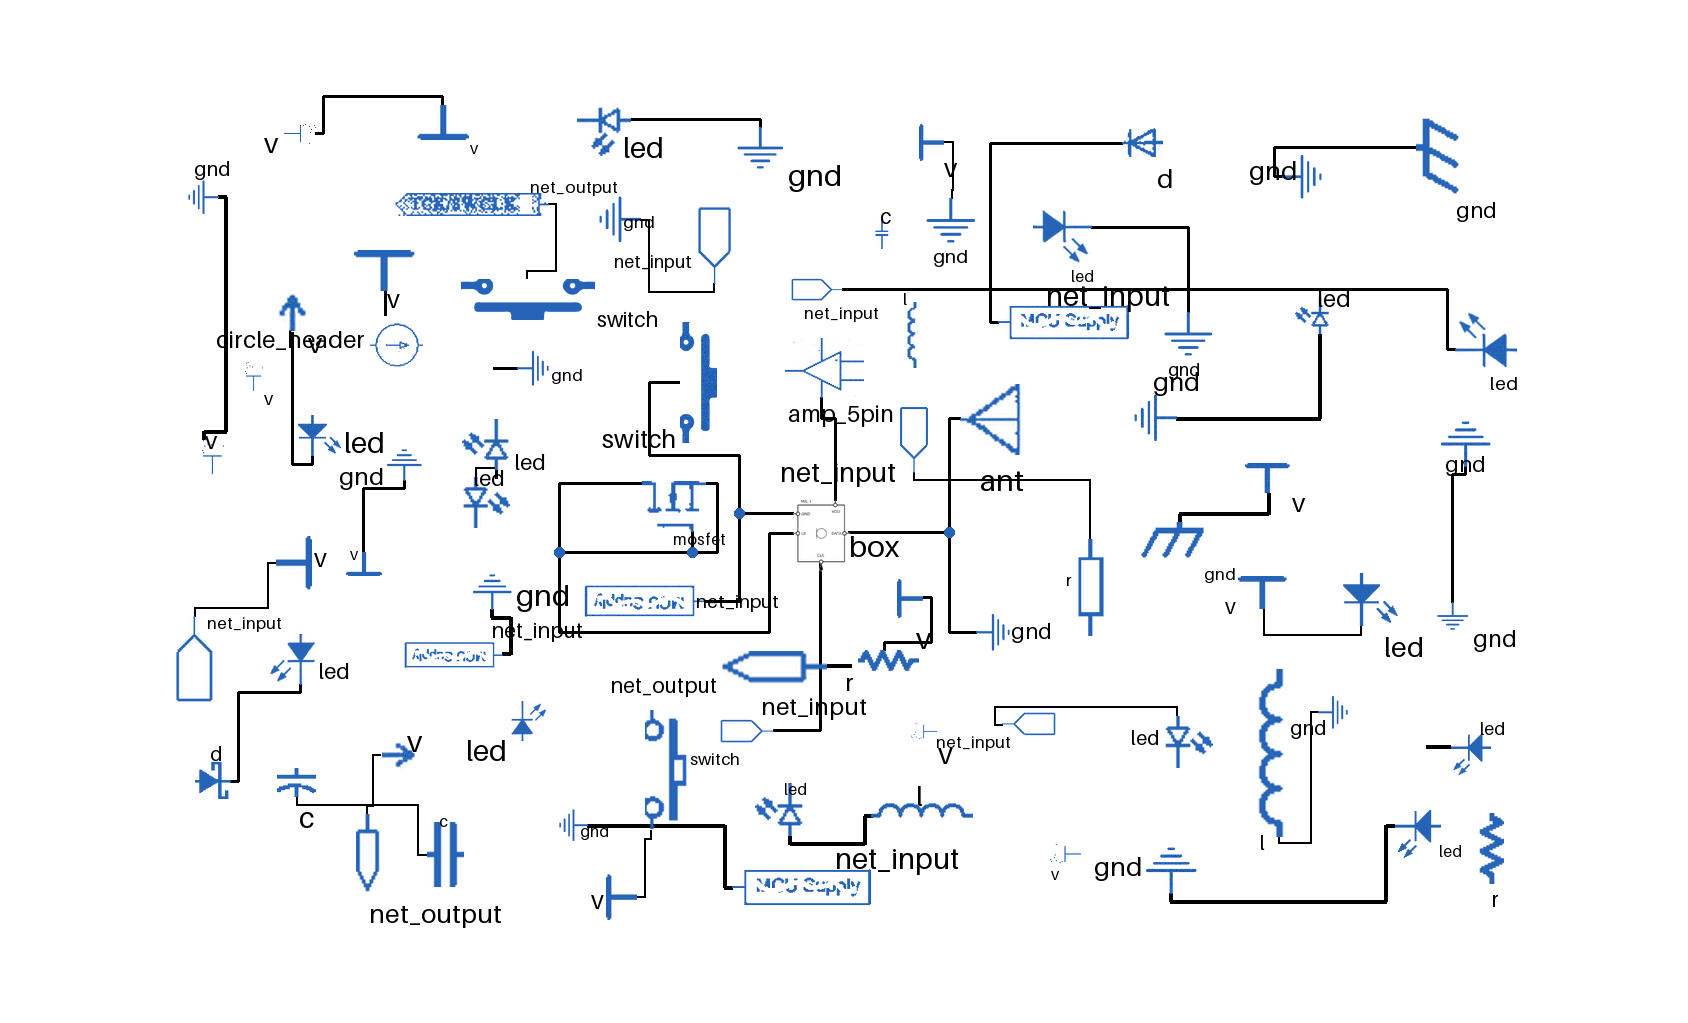 v
v
led
gnd
v
d
gnd
gnd
gnd
net_output
gnd
c
gnd
led
net_input
v
switch
net_input
l
net_input
MCU Supply
led
circle_header
v
gnd
gnd
gnd
led
v
amp_5pin
v
led
switch
led
gnd
led
net_input
ant
gnd
v
mosfet
box
v
v
gnd
r
v
gnd
net_input
net_input
net_input
gnd
v
led
gnd
led
net_output
r
net_input
led
v
d
switch
net_input
v
led
gnd
led
c
c
gnd
led
l
net_input
l
led
v
gnd
MCU Supply
v
r
net_output